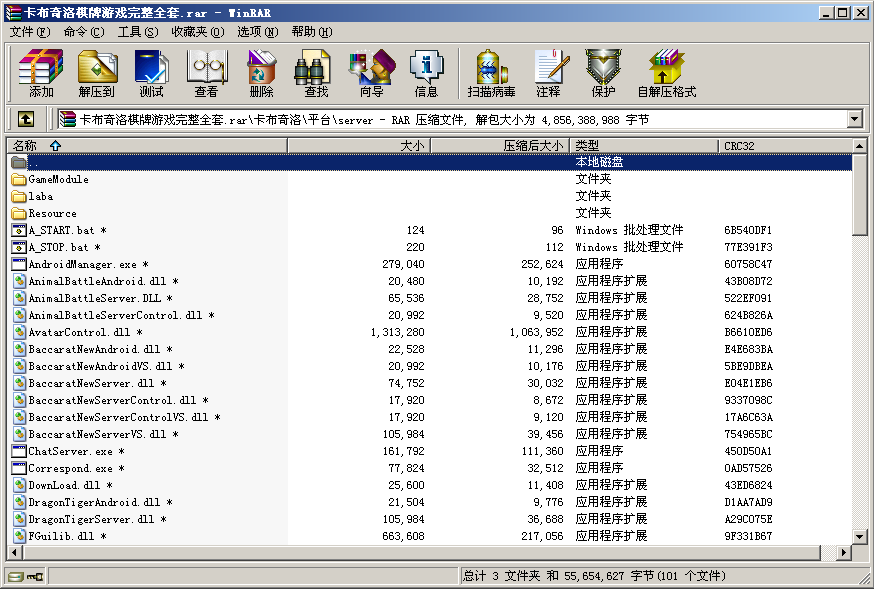 卡布奇洛棋牌游戏完整全套.rar - WinRAR
文件(F) 命令(C) 工具(S) 收藏夹(O) 选项(N) 帮助(H)
添加 解压到 测试 查看 删除 查找 向导 信息 扫描病毒 注释 保护 自解压格式
卡布奇洛棋牌游戏完整全套.rar\卡布奇洛\平台\server - RAR 压缩文件, 解包大小为 4,856,388,988 字节
名称 大小 压缩后大小 类型 CRC32
.. 本地磁盘
GameModule 文件夹
laba 文件夹
Resource 文件夹
A_START.bat * 124 96 Windows 批处理文件 6B540DF1
A_STOP.bat * 220 112 Windows 批处理文件 77E391F3
AndroidManager.exe * 279,040 252,624 应用程序 60758C47
AnimalBattleAndroid.dll * 20,480 10,192 应用程序扩展 43B08D72
AnimalBattleServer.DLL * 65,536 28,752 应用程序扩展 522EF091
AnimalBattleServerControl.dll * 20,992 9,520 应用程序扩展 624B826A
AvatarControl.dll * 1,313,280 1,063,952 应用程序扩展 B6610ED6
BaccaratNewAndroid.dll * 22,528 11,296 应用程序扩展 E4E683BA
BaccaratNewAndroidVS.dll * 20,992 10,176 应用程序扩展 5BE9DBEA
BaccaratNewServer.dll * 74,752 30,032 应用程序扩展 E04E1EB6
BaccaratNewServerControl.dll * 17,920 8,672 应用程序扩展 9337098C
BaccaratNewServerControlVS.dll * 17,920 9,120 应用程序扩展 17A6C63A
BaccaratNewServerVS.dll * 105,984 39,456 应用程序扩展 754965BC
ChatServer.exe * 161,792 111,360 应用程序 450D50A1
Correspond.exe * 77,824 32,512 应用程序 0AD57526
DownLoad.dll * 25,600 11,408 应用程序扩展 43ED6824
DragonTigerAndroid.dll * 21,504 9,776 应用程序扩展 D1AA7AD9
DragonTigerServer.dll * 105,984 36,688 应用程序扩展 A29C075E
FGuilib.dll * 663,608 217,056 应用程序扩展 9F331B67
总计 3 文件夹 和 55,654,627 字节(101 个文件)